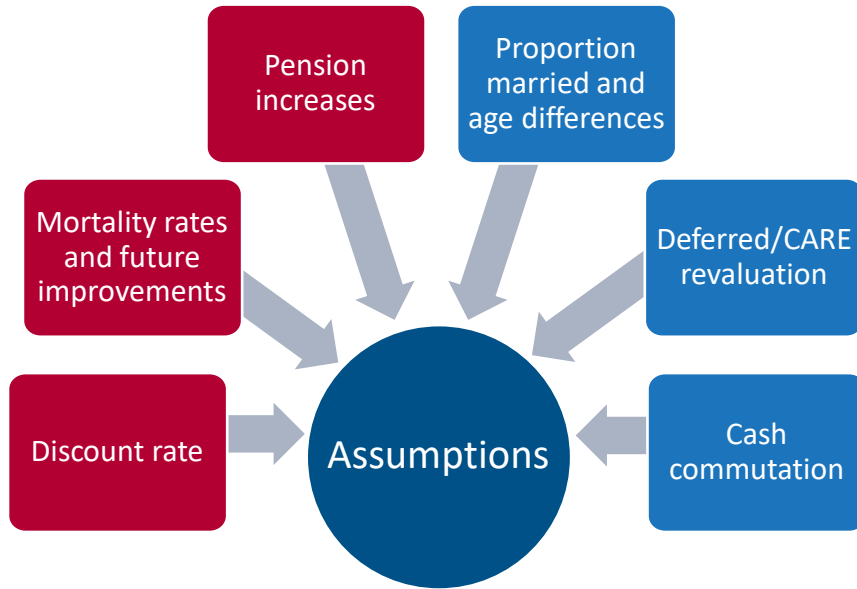 Pension
increases
Proportion
married and
age differences
Mortality rates
and future
improvements
Deferred/CARE
revaluation
Discount rate
Assumptions
Cash
commutation